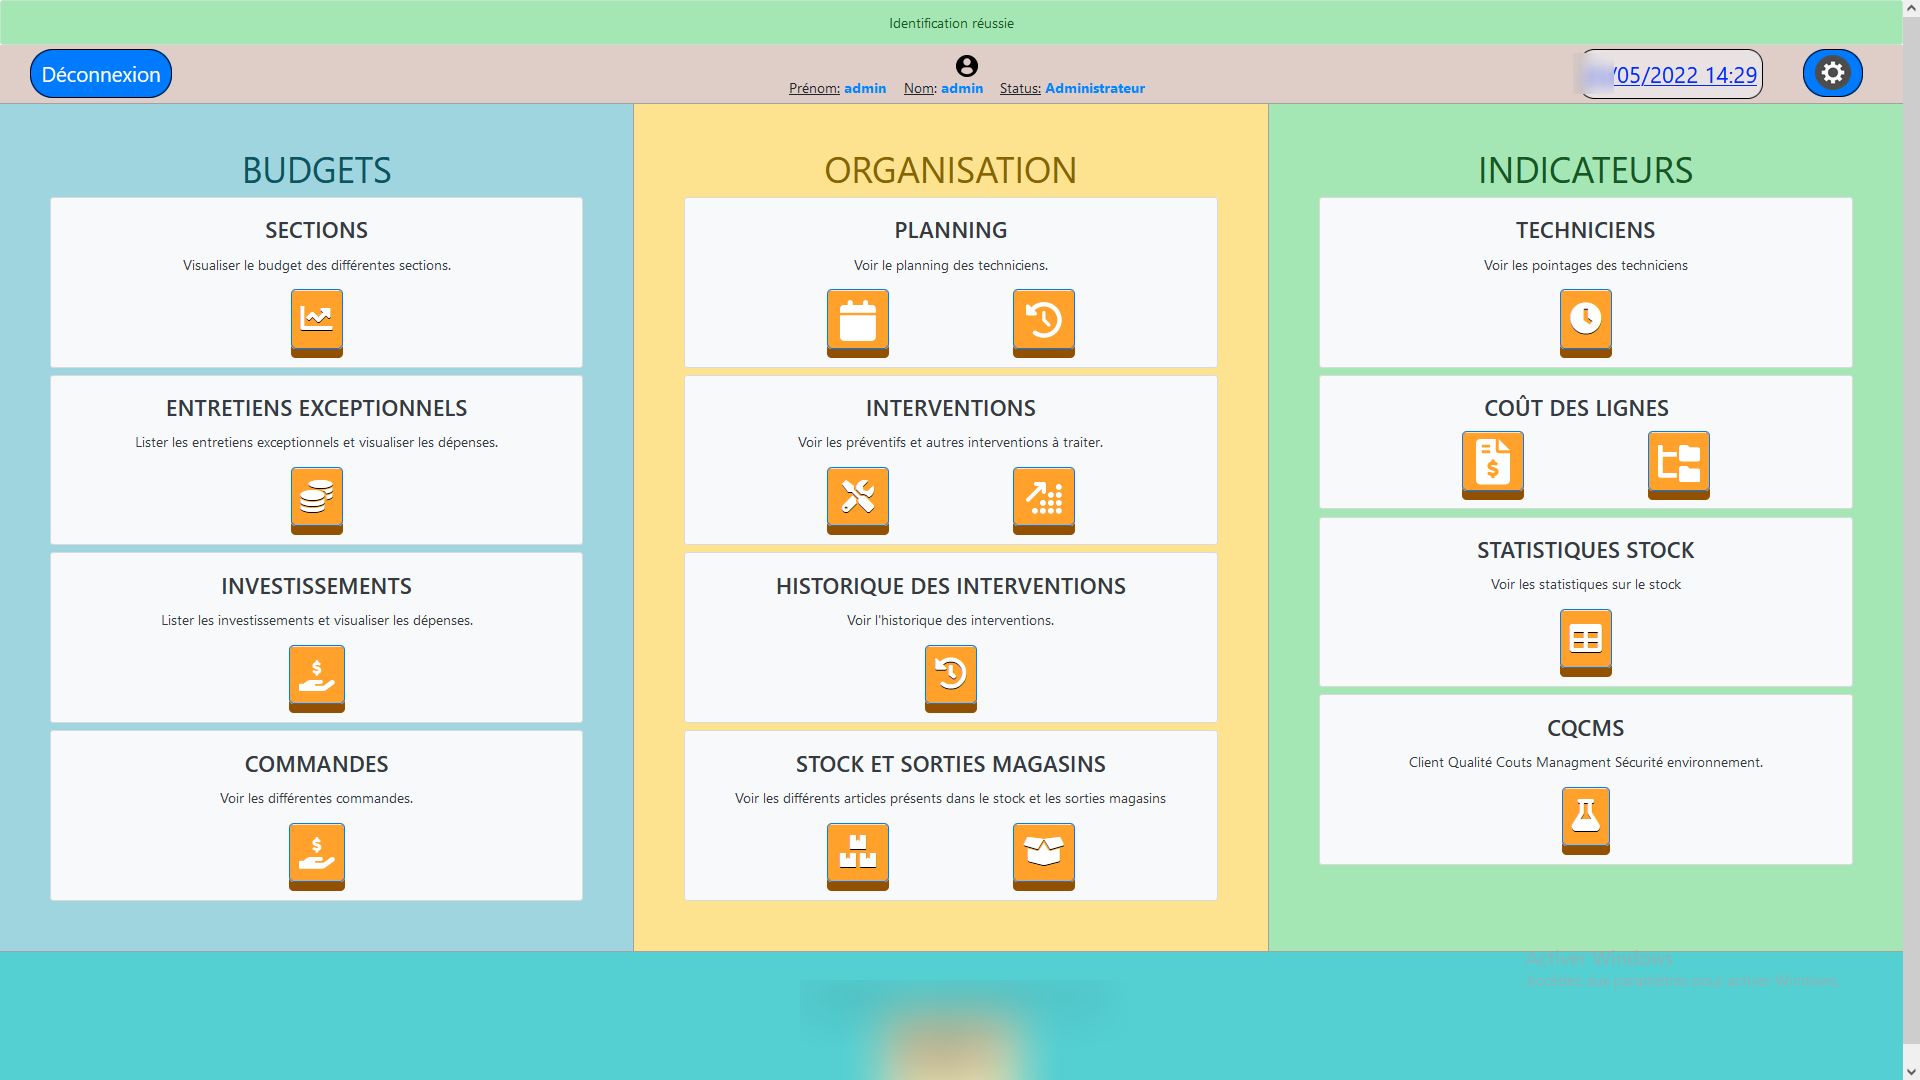 Identification réussie
Déconnexion
Prénom: admin Nom: admin Status: Administrateur
/05/2022 14:29
BUDGETS
SECTIONS
Visualiser le budget des différentes sections.
ENTRETIENS EXCEPTIONNELS
Lister les entretiens exceptionnels et visualiser les dépenses.
INVESTISSEMENTS
Lister les investissements et visualiser les dépenses.
COMMANDES
Voir les différentes commandes.
ORGANISATION
PLANNING
Voir le planning des techniciens.
INTERVENTIONS
Voir les préventifs et autres interventions à traiter.
HISTORIQUE DES INTERVENTIONS
Voir l'historique des interventions.
STOCK ET SORTIES MAGASINS
Voir les différents articles présents dans le stock et les sorties magasins
INDICATEURS
TECHNICIENS
Voir les pointages des techniciens
COÛT DES LIGNES
STATISTIQUES STOCK
Voir les statistiques sur le stock
CQCMS
Client Qualité Couts Managment Sécurité environnement.
Activer Windows
Accédez aux paramètres pour activer Windows.